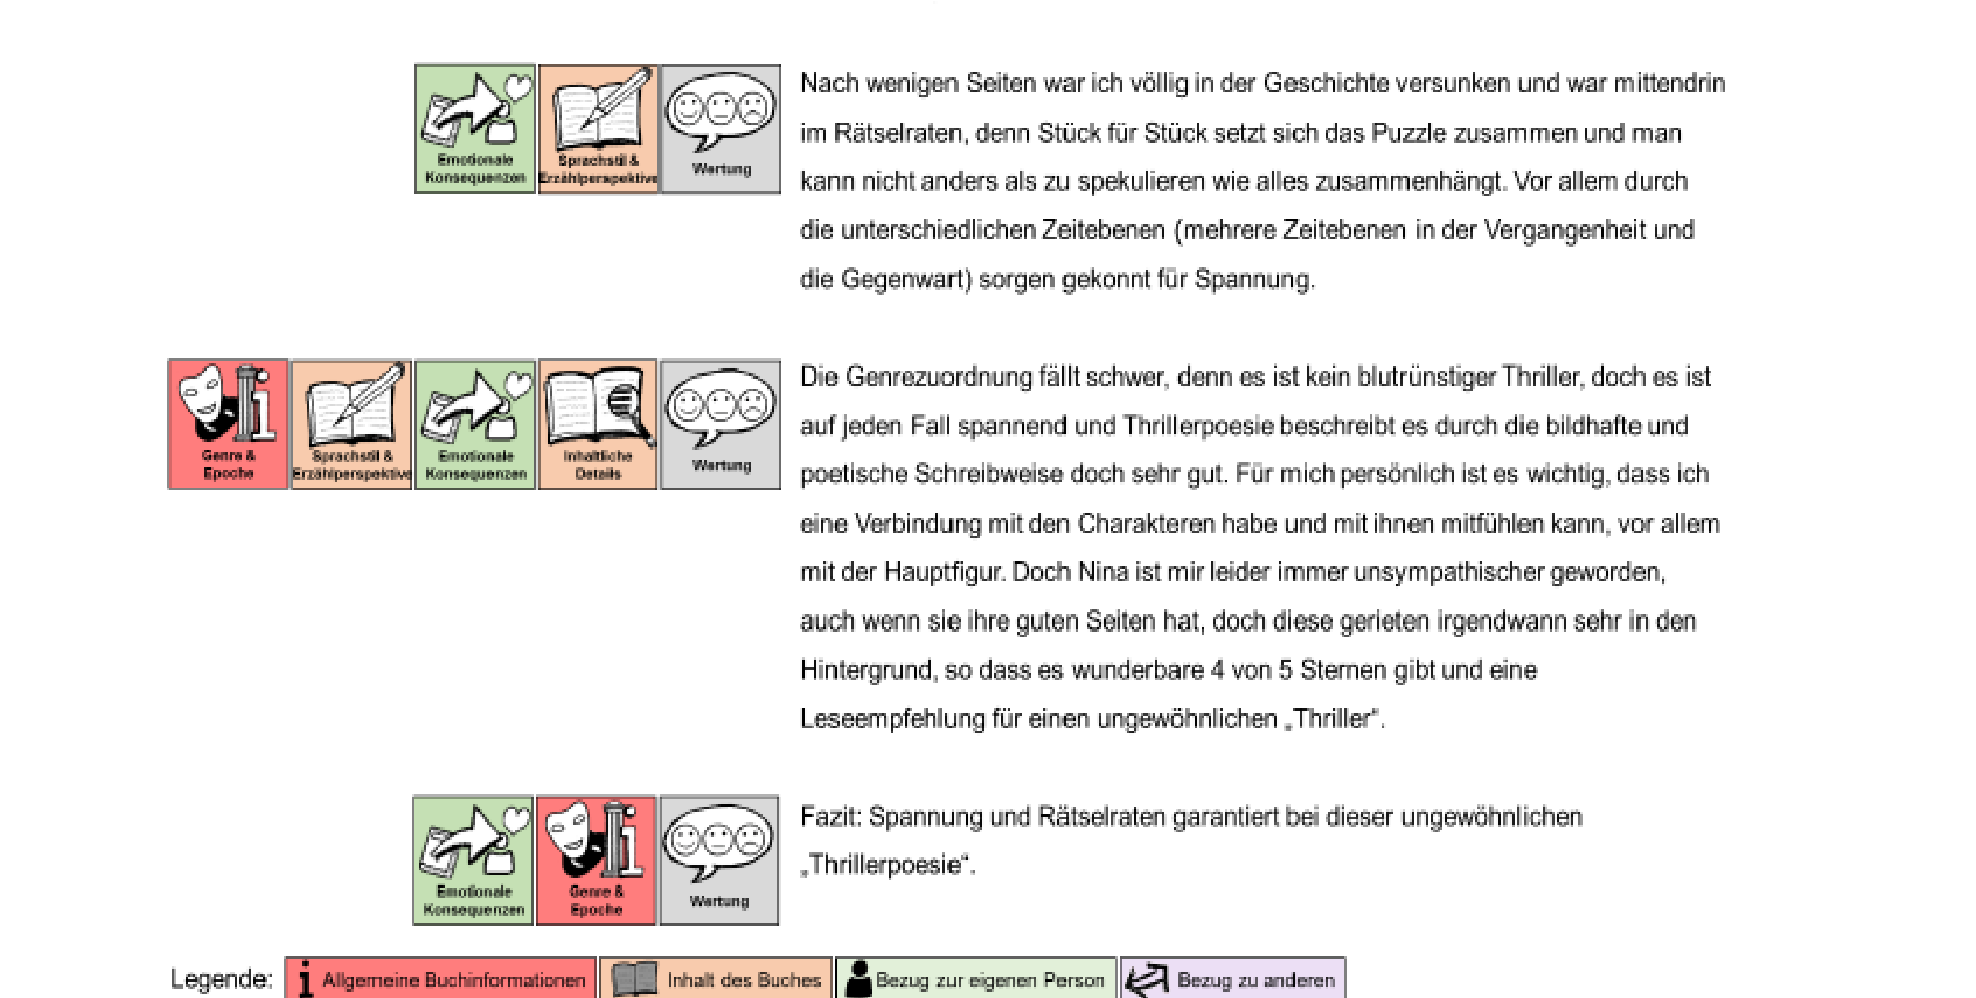 Emotionale
Konsequenzen
Sprachstil &
Erzählperspektive
Wertung
Nach wenigen Seiten war ich völlig in der Geschichte versunken und war mittendrin
im Rätselraten, denn Stück für Stück setzt sich das Puzzle zusammen und man
kann nicht anders als zu spekulieren wie alles zusammenhängt. Vor allem durch
die unterschiedlichen Zeitebenen (mehrere Zeitebenen in der Vergangenheit und
die Gegenwart) sorgen gekonnt für Spannung.
Genre &
Epoche
Sprachstil &
Erzählperspektive
Emotionale
Konsequenzen
Inhaltliche
Details
Wertung
Die Genrezuordnung fällt schwer, denn es ist kein blutrünstiger Thriller, doch es ist
auf jeden Fall spannend und Thrillerpoesie beschreibt es durch die bildhafte und
poetische Schreibweise doch sehr gut. Für mich persönlich ist es wichtig, dass ich
eine Verbindung mit den Charakteren habe und mit ihnen mitfühlen kann, vor allem
mit der Hauptfigur. Doch Nina ist mir leider immer unsympathischer geworden,
auch wenn sie ihre guten Seiten hat, doch diese gerieten irgendwann sehr in den
Hintergrund, so dass es wunderbare 4 von 5 Sternen gibt und eine
Leseempfehlung für einen ungewöhnlichen „Thriller“.
Emotionale
Konsequenzen
Genre &
Epoche
Wertung
Fazit: Spannung und Rätselraten garantiert bei dieser ungewöhnlichen
„Thrillerpoesie“.
Legende: i Allgemeine Buchinformationen Inhalt des Buches Bezug zur eigenen Person Bezug zu anderen